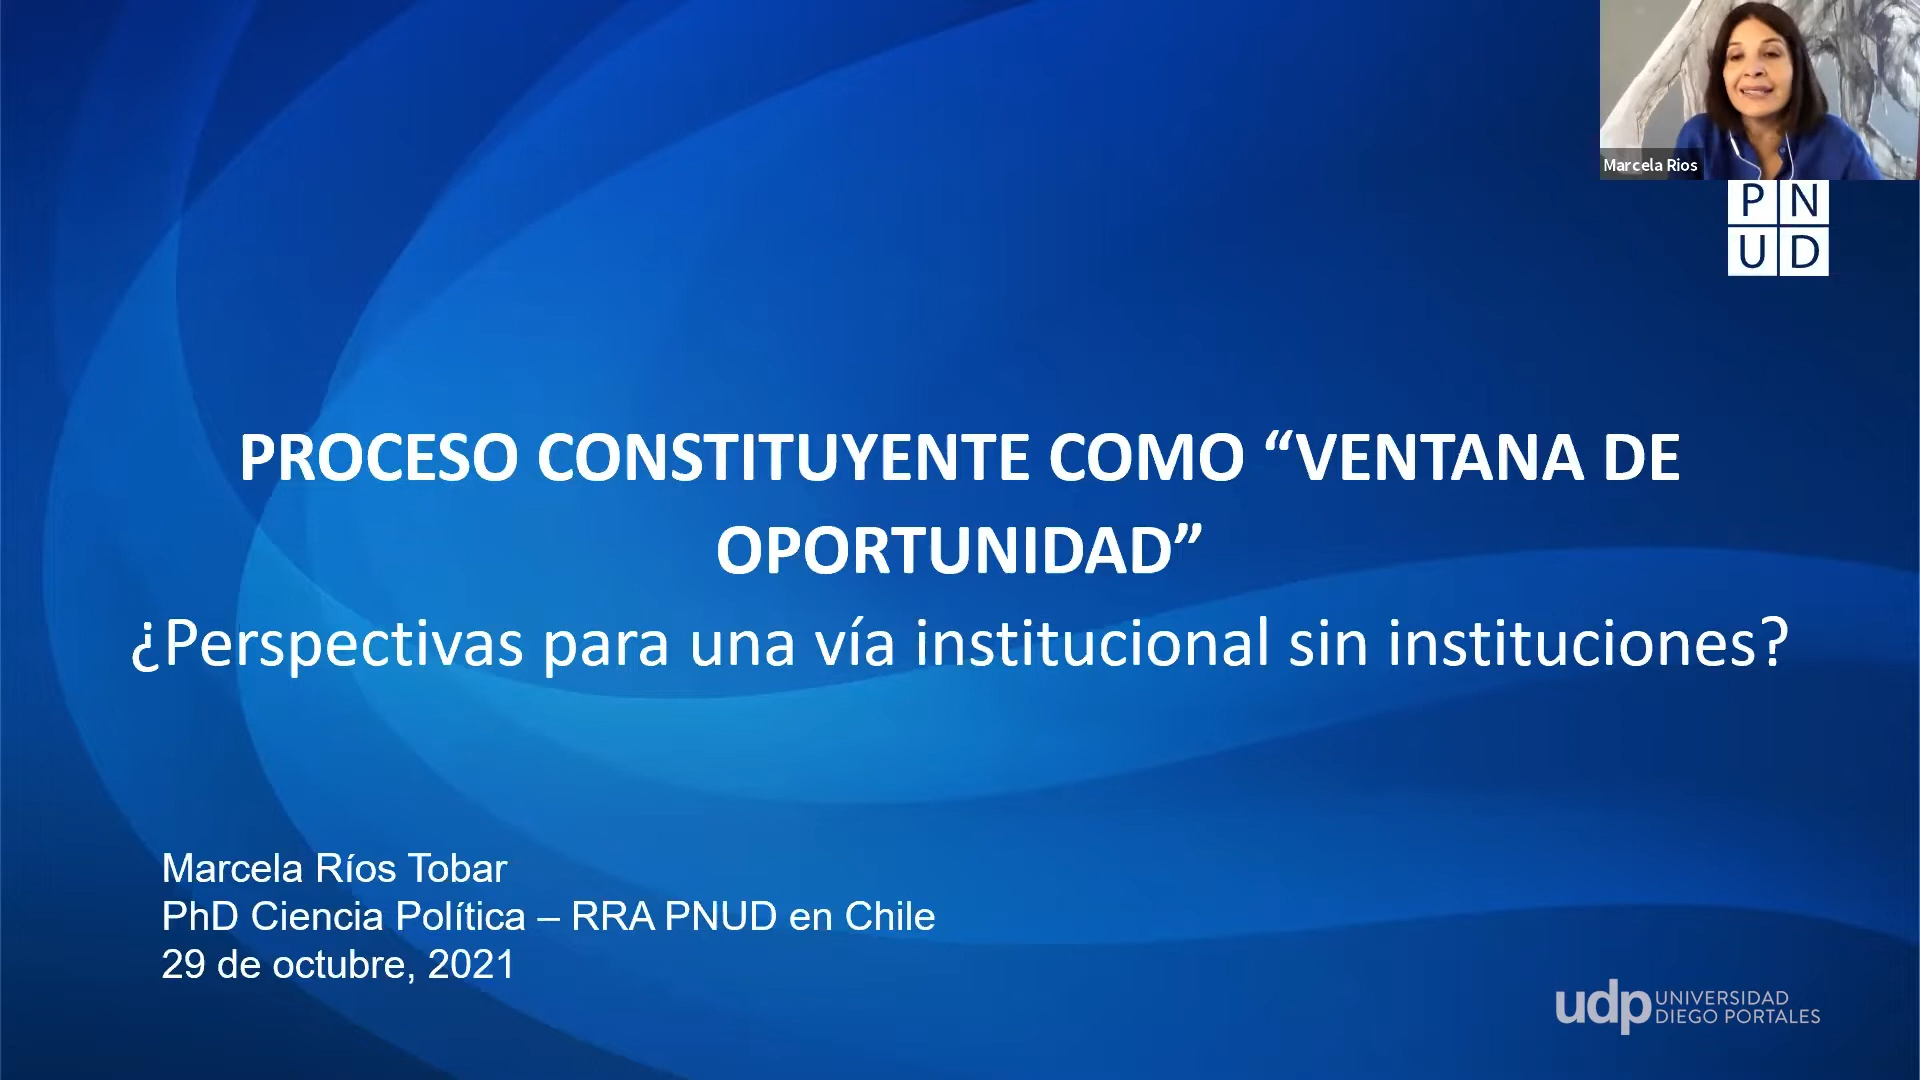 Marcela Rios
P N
U D
PROCESO CONSTITUYENTE COMO “VENTANA DE
OPORTUNIDAD”
¿Perspectivas para una vía institucional sin instituciones?
Marcela Ríos Tobar
PhD Ciencia Política – RRA PNUD en Chile
29 de octubre, 2021
udp UNIVERSIDAD
DIEGO PORTALES